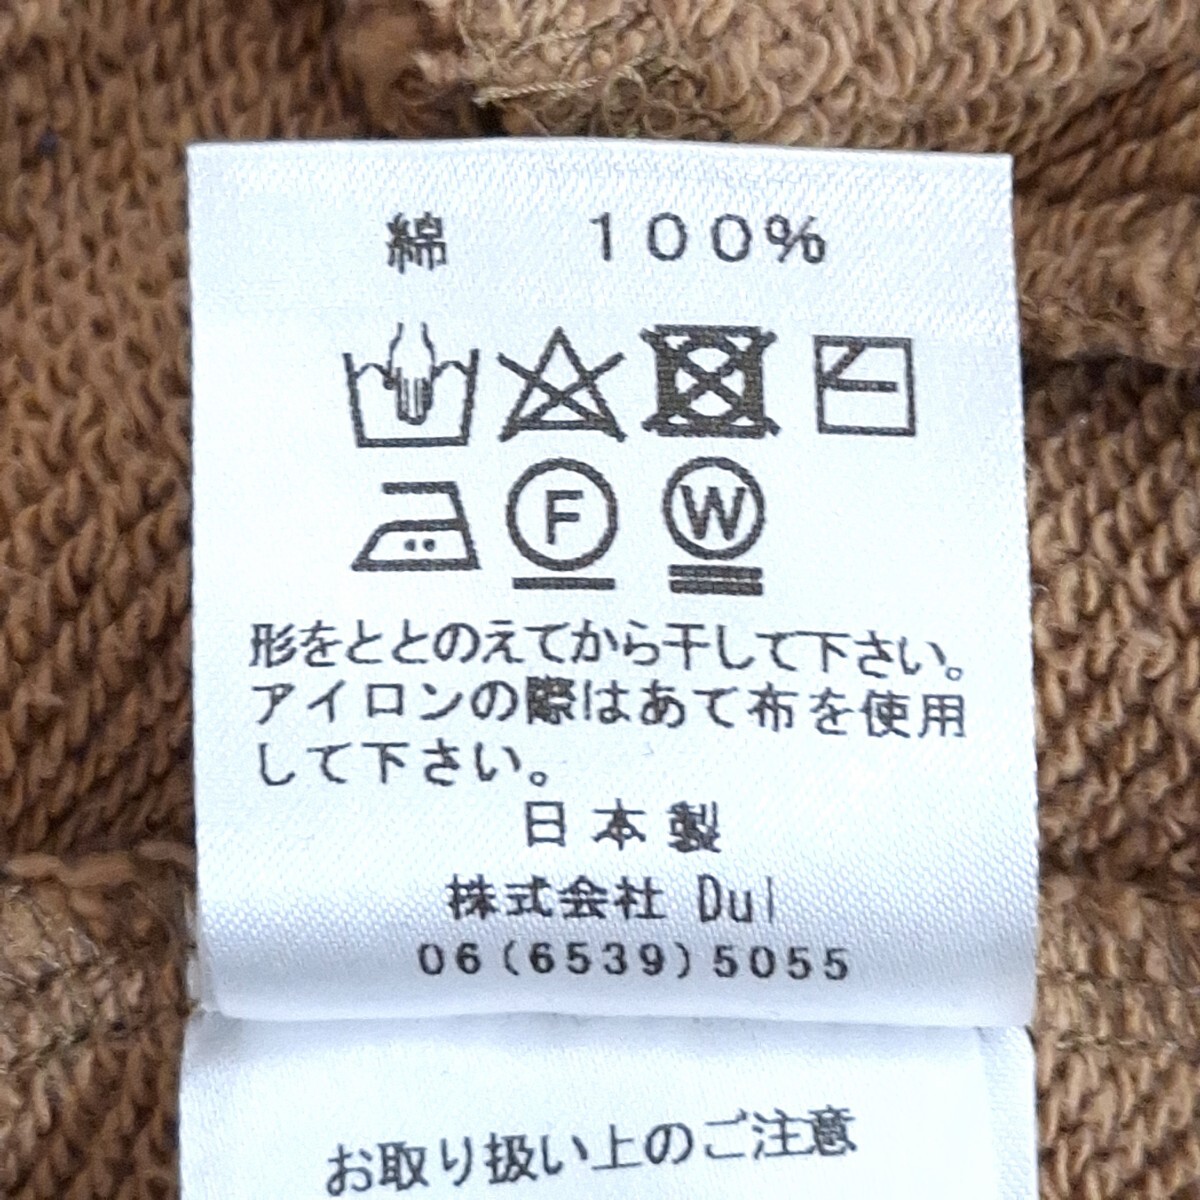 綿 100%
F W
形をととのえてから干して下さい。
アイロンの際はあて布を使用
して下さい。
日本製
株式会社 Dul
06(6539)5055
お取り扱い上のご注意